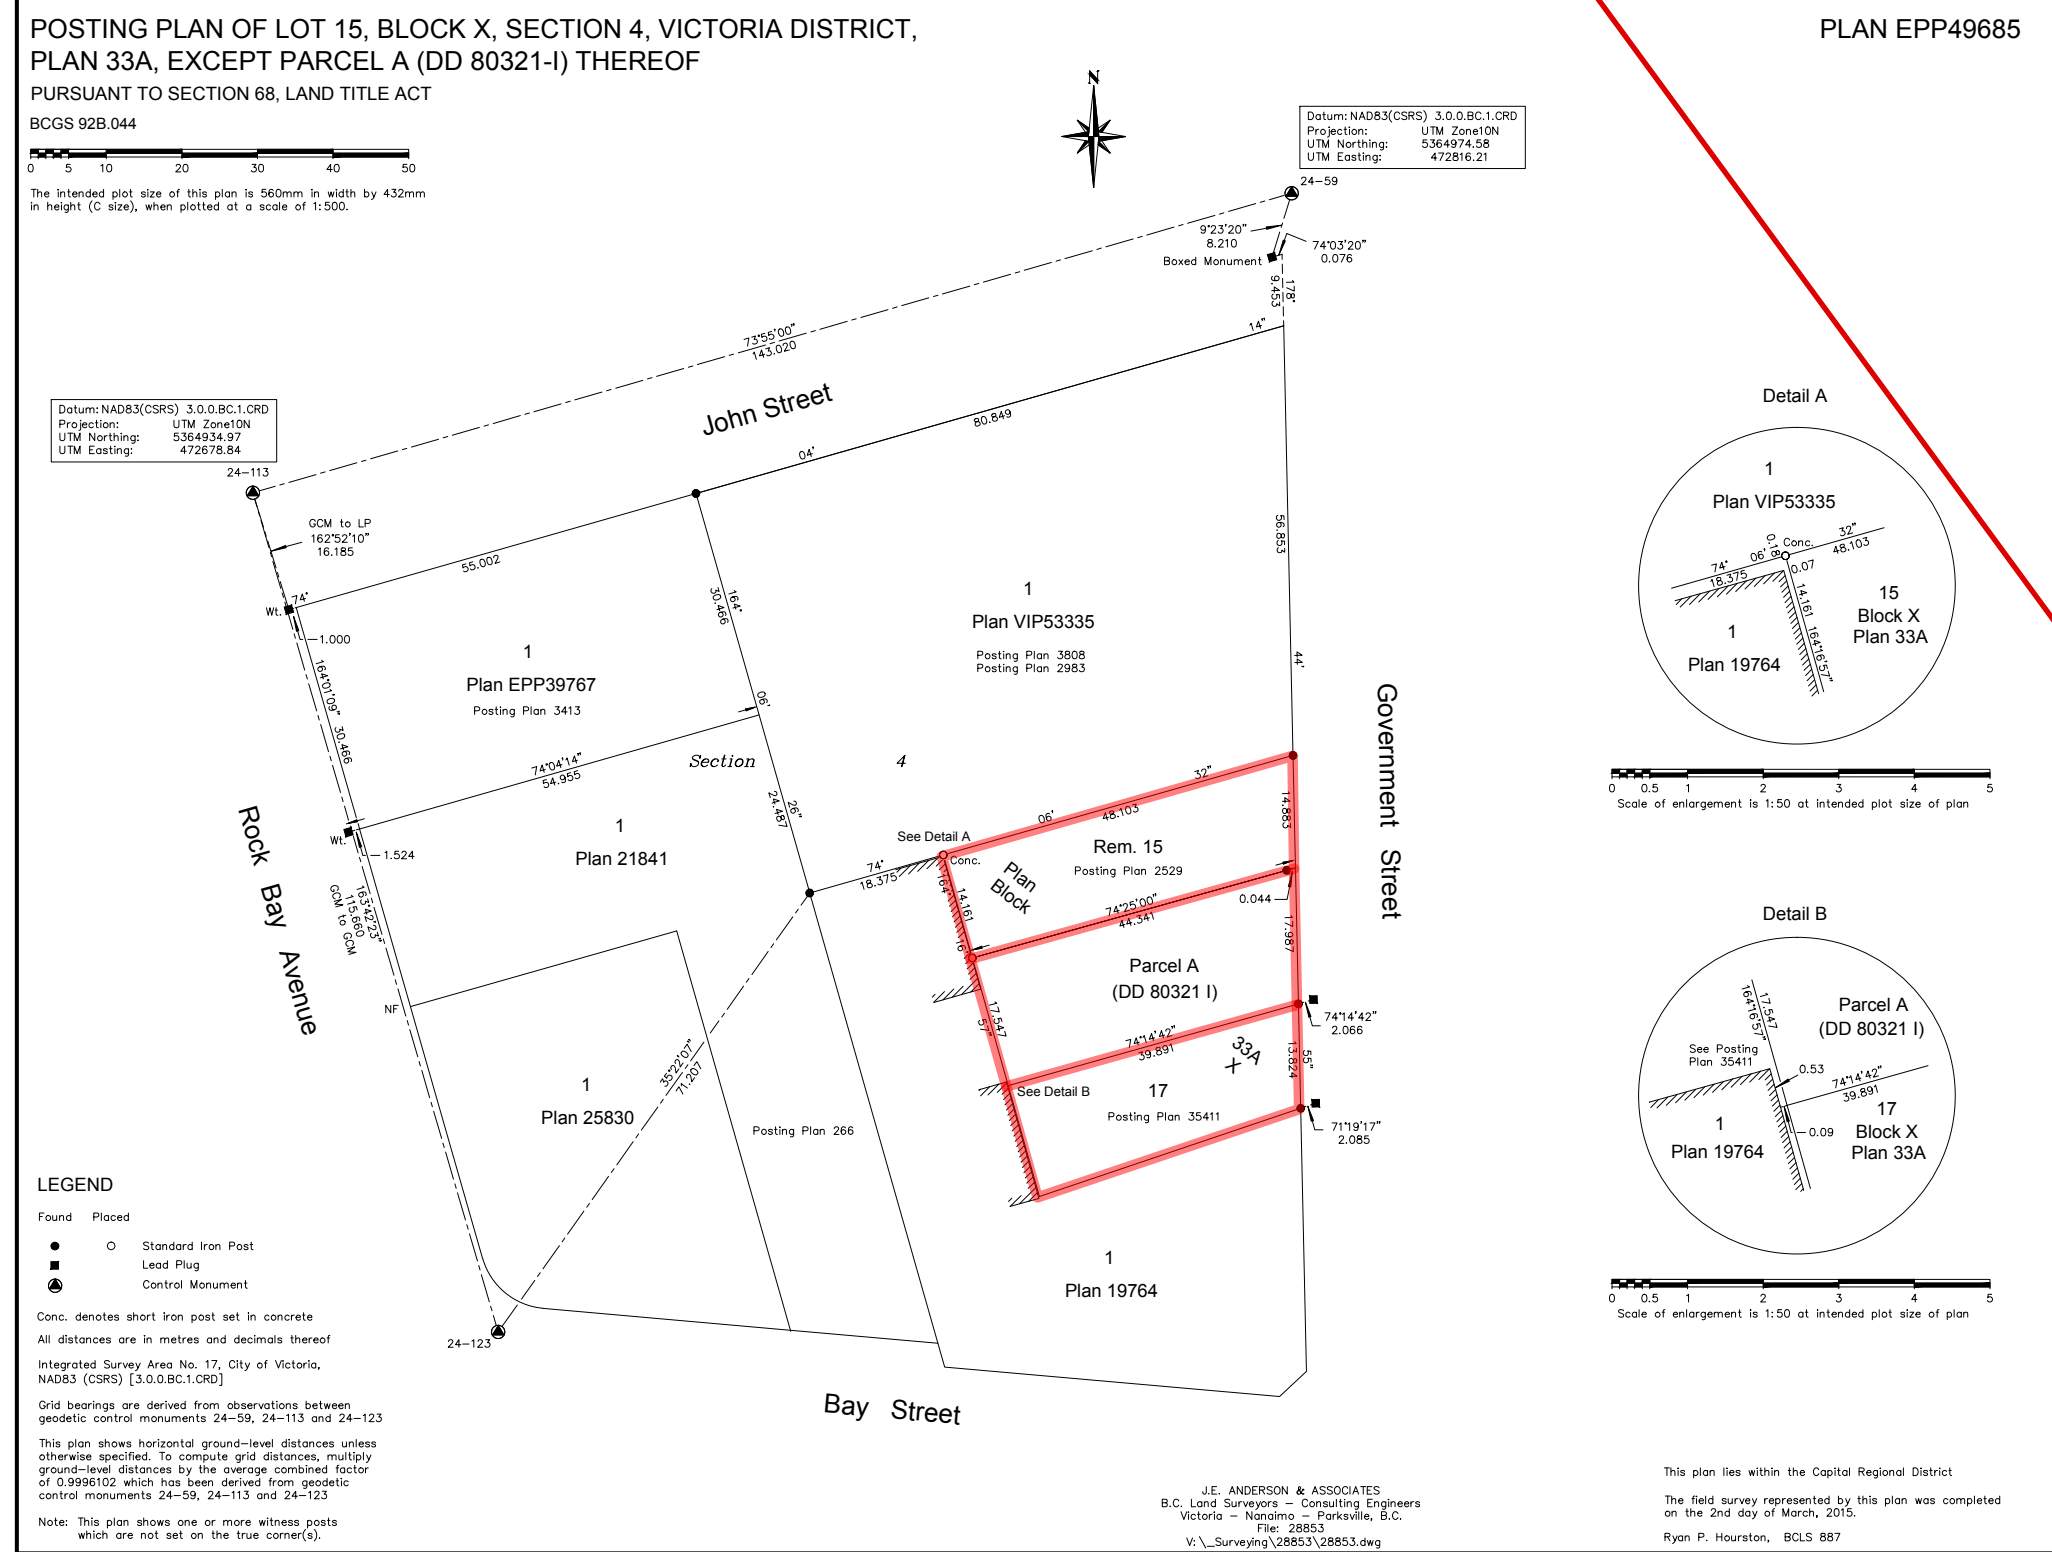 POSTING PLAN OF LOT 15, BLOCK X, SECTION 4, VICTORIA DISTRICT,
PLAN 33A, EXCEPT PARCEL A (DD 80321-I) THEREOF
PURSUANT TO SECTION 68, LAND TITLE ACT
BCGS 92B.044
0 5 10 20 30 40 50
The intended plot size of this plan is 560mm in width by 432mm
in height (C size), when plotted at a scale of 1:500.
PLAN EPP49685
N
Datum: NAD83(CSRS) 3.0.0.BC.1.CRD
Projection: UTM Zone10N
UTM Northing: 5364974.58
UTM Easting: 472816.21
24-59
9°23'20"
8.210
74°03'20"
0.076
Boxed Monument
178°
9.453
14"
73°55'00"
143.020
John Street
80.849
04'
Datum: NAD83(CSRS) 3.0.0.BC.1.CRD
Projection: UTM Zone10N
UTM Northing: 5364934.97
UTM Easting: 472678.84
24-113
GCM to LP
162°52'10"
16.185
55.002
Wt.
74°
1.000
164°
30.466
56.853
1
Plan VIP53335
Posting Plan 3808
Posting Plan 2983
44'
1
Plan EPP39767
Posting Plan 3413
164°01'09"
30.466
06'
74°04'14"
54.955
Section 4
26"
24.487
Wt.
1.524
1
Plan 21841
Rock Bay Avenue
163°42'23"
115.660
GCM to GCM
Government Street
32"
06'
48.103
14.883
See Detail A
Conc.
74°
18.375
164°
14.161
16'
Plan
Block
Rem. 15
Posting Plan 2529
0.044
74°25'00"
44.341
17.987
Parcel A
(DD 80321 I)
17.547
57"
74°14'42"
2.066
74°14'42"
39.891
33A
X
13.824
55"
See Detail B
17
Posting Plan 35411
71°19'17"
2.085
NF
35°22'07"
71.207
1
Plan 25830
Posting Plan 266
1
Plan 19764
24-123
Bay Street
Detail A
1
Plan VIP53335
32"
48.103
Conc.
0.18
06'
74°
18.375
0.07
14.161
164°16'57"
15
Block X
Plan 33A
1
Plan 19764
0 0.5 1 2 3 4 5
Scale of enlargement is 1:50 at intended plot size of plan
Detail B
17.547
164°16'57"
Parcel A
(DD 80321 I)
See Posting
Plan 35411
0.53
74°14'42"
39.891
17
Block X
Plan 33A
0.09
1
Plan 19764
0 0.5 1 2 3 4 5
Scale of enlargement is 1:50 at intended plot size of plan
LEGEND
Found Placed
Standard Iron Post
Lead Plug
Control Monument
Conc. denotes short iron post set in concrete
All distances are in metres and decimals thereof
Integrated Survey Area No. 17, City of Victoria,
NAD83 (CSRS) [3.0.0.BC.1.CRD]
Grid bearings are derived from observations between
geodetic control monuments 24-59, 24-113 and 24-123
This plan shows horizontal ground-level distances unless
otherwise specified. To compute grid distances, multiply
ground-level distances by the average combined factor
of 0.9996102 which has been derived from geodetic
control monuments 24-59, 24-113 and 24-123
Note: This plan shows one or more witness posts
which are not set on the true corner(s).
J.E. ANDERSON & ASSOCIATES
B.C. Land Surveyors - Consulting Engineers
Victoria - Nanaimo - Parksville, B.C.
File: 28853
V:\_Surveying\28853\28853.dwg
This plan lies within the Capital Regional District
The field survey represented by this plan was completed
on the 2nd day of March, 2015.
Ryan P. Hourston, BCLS 887